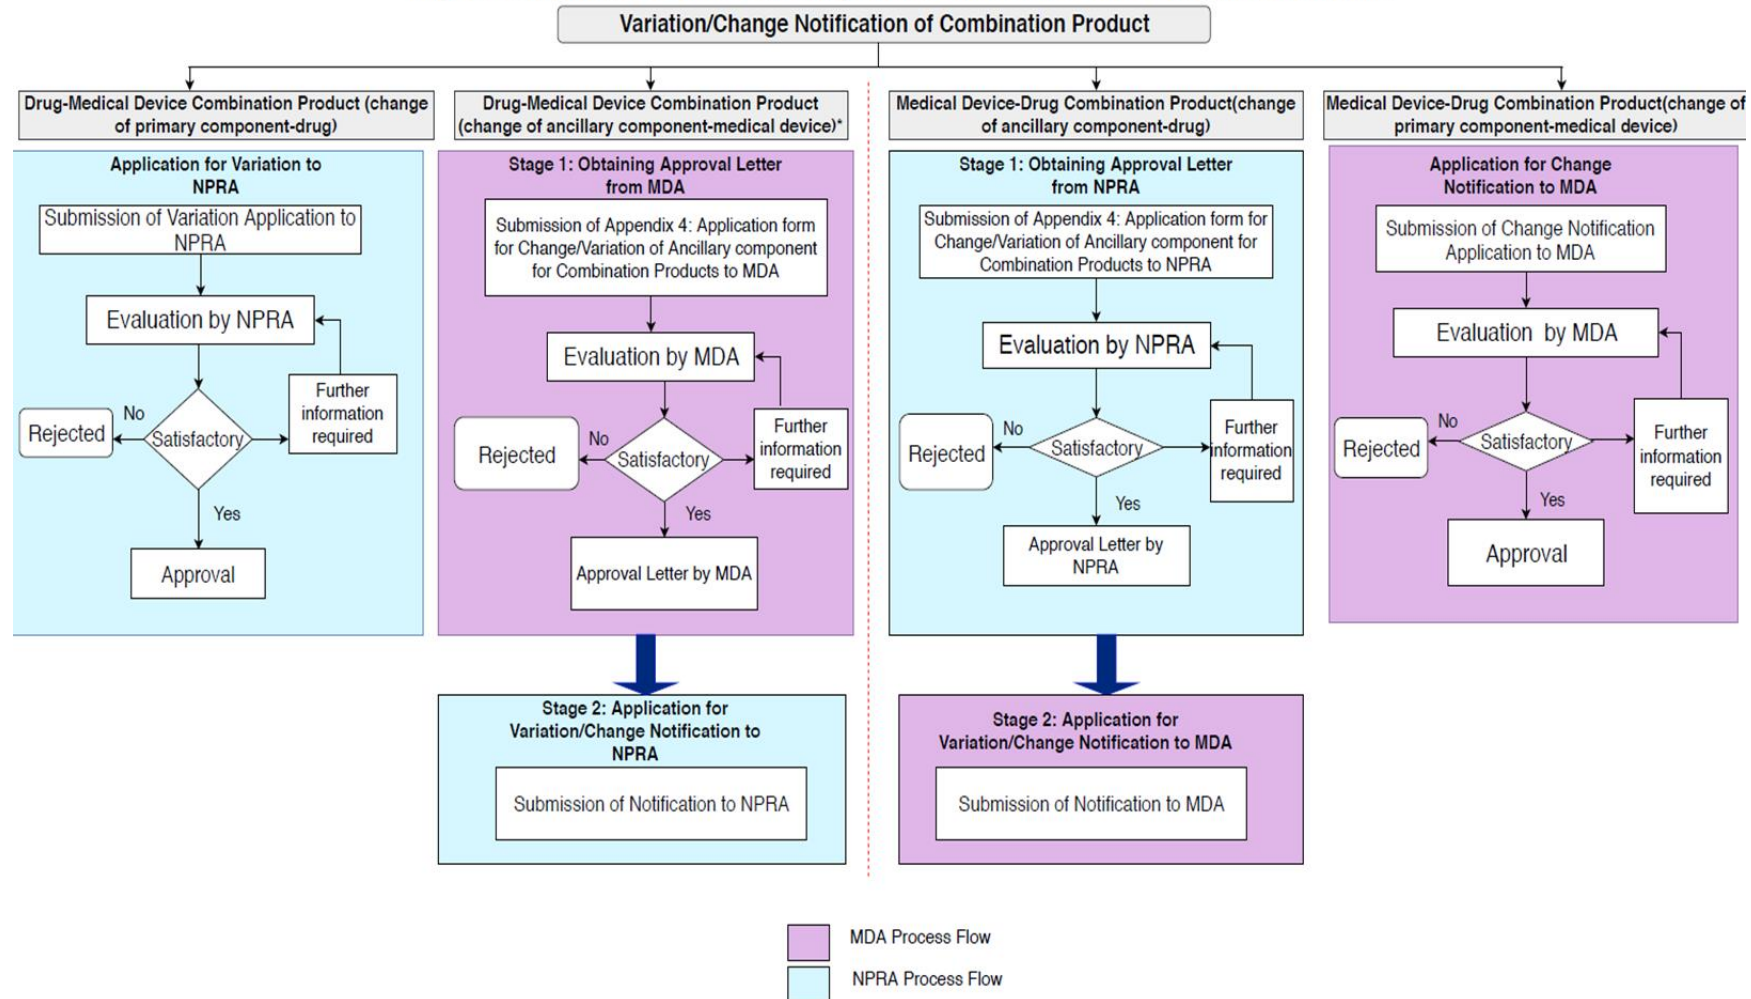 Variation/Change Notification of Combination Product
Drug-Medical Device Combination Product (change
of primary component-drug)
Application for Variation to
NPRA
Submission of Variation Application to
NPRA
Evaluation by NPRA
Further
information
required
No
Rejected
Satisfactory
Yes
Approval
Drug-Medical Device Combination Product
(change of ancillary component-medical device)*
Stage 1: Obtaining Approval Letter
from MDA
Submission of Appendix 4: Application form
for Change/Variation of Ancillary component
for Combination Products to MDA
Evaluation by MDA
Further
information
required
No
Rejected
Satisfactory
Yes
Approval Letter by MDA
Stage 2: Application for
Variation/Change Notification to
NPRA
Submission of Notification to NPRA
Medical Device-Drug Combination Product(change
of ancillary component-drug)
Stage 1: Obtaining Approval Letter
from NPRA
Submission of Appendix 4: Application form for
Change/Variation of Ancillary component for
Combination Products to NPRA
Evaluation by NPRA
Further
information
required
No
Rejected
Satisfactory
Yes
Approval Letter by
NPRA
Stage 2: Application for
Variation/Change Notification to MDA
Submission of Notification to MDA
Medical Device-Drug Combination Product(change of
primary component-medical device)
Application for Change
Notification to MDA
Submission of Change Notification
Application to MDA
Evaluation by MDA
Further
information
required
No
Rejected
Satisfactory
Yes
Approval
MDA Process Flow
NPRA Process Flow